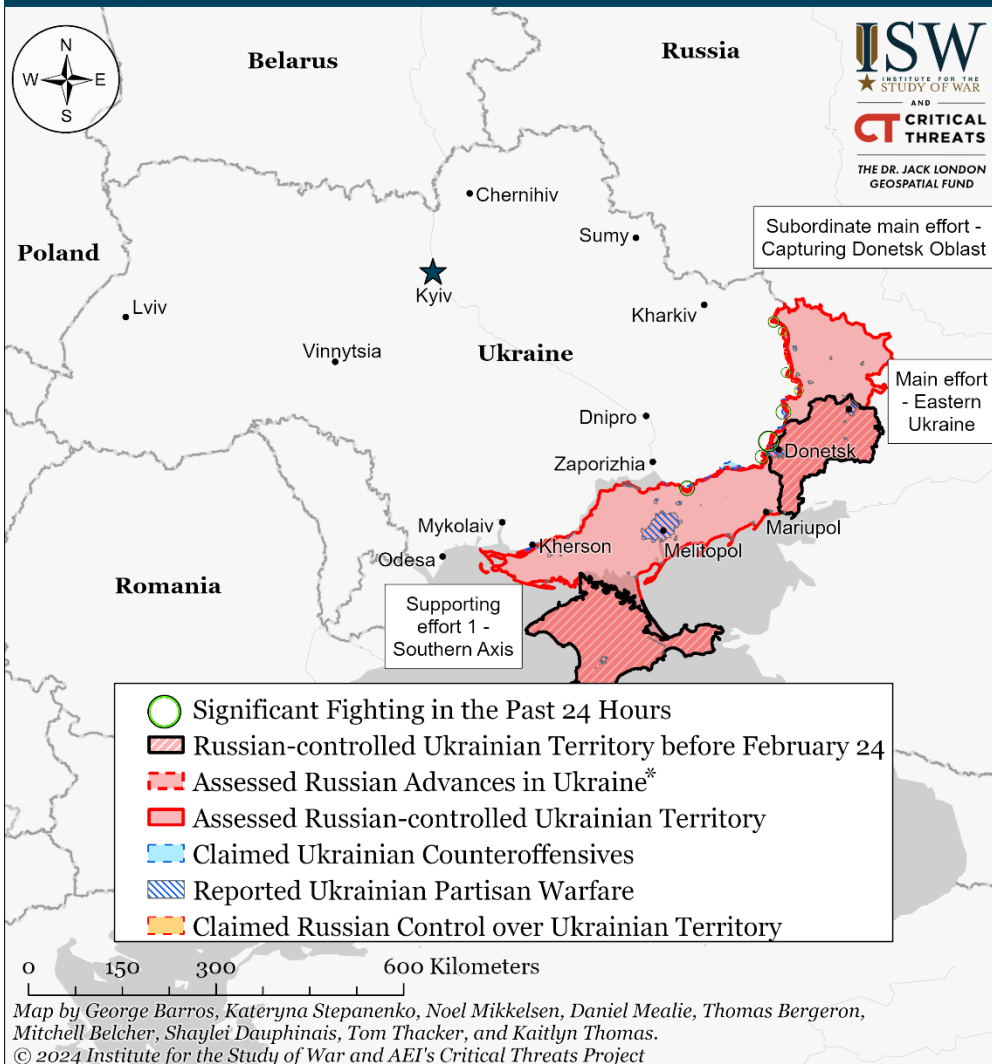 N
W
E
S
Belarus
Russia
ISW
INSTITUTE FOR THE
STUDY OF WAR
AND
CT CRITICAL
THREATS
THE DR. JACK LONDON
GEOSPATIAL FUND
Chernihiv
Sumy
Subordinate main effort -
Capturing Donetsk Oblast
Poland
Kyiv
Lviv
Kharkiv
Vinnytsia
Ukraine
Main effort
- Eastern
Ukraine
Dnipro
Donetsk
Zaporizhia
Mykolaiv
Mariupol
Kherson
Melitopol
Odesa
Romania
Supporting
effort 1 -
Southern Axis
Significant Fighting in the Past 24 Hours
Russian-controlled Ukrainian Territory before February 24
Assessed Russian Advances in Ukraine*
Assessed Russian-controlled Ukrainian Territory
Claimed Ukrainian Counteroffensives
Reported Ukrainian Partisan Warfare
Claimed Russian Control over Ukrainian Territory
0 150 300 600 Kilometers
Map by George Barros, Kateryna Stepanenko, Noel Mikkelsen, Daniel Mealie, Thomas Bergeron,
Mitchell Belcher, Shaylei Dauphinais, Tom Thacker, and Kaitlyn Thomas.
© 2024 Institute for the Study of War and AEI's Critical Threats Project